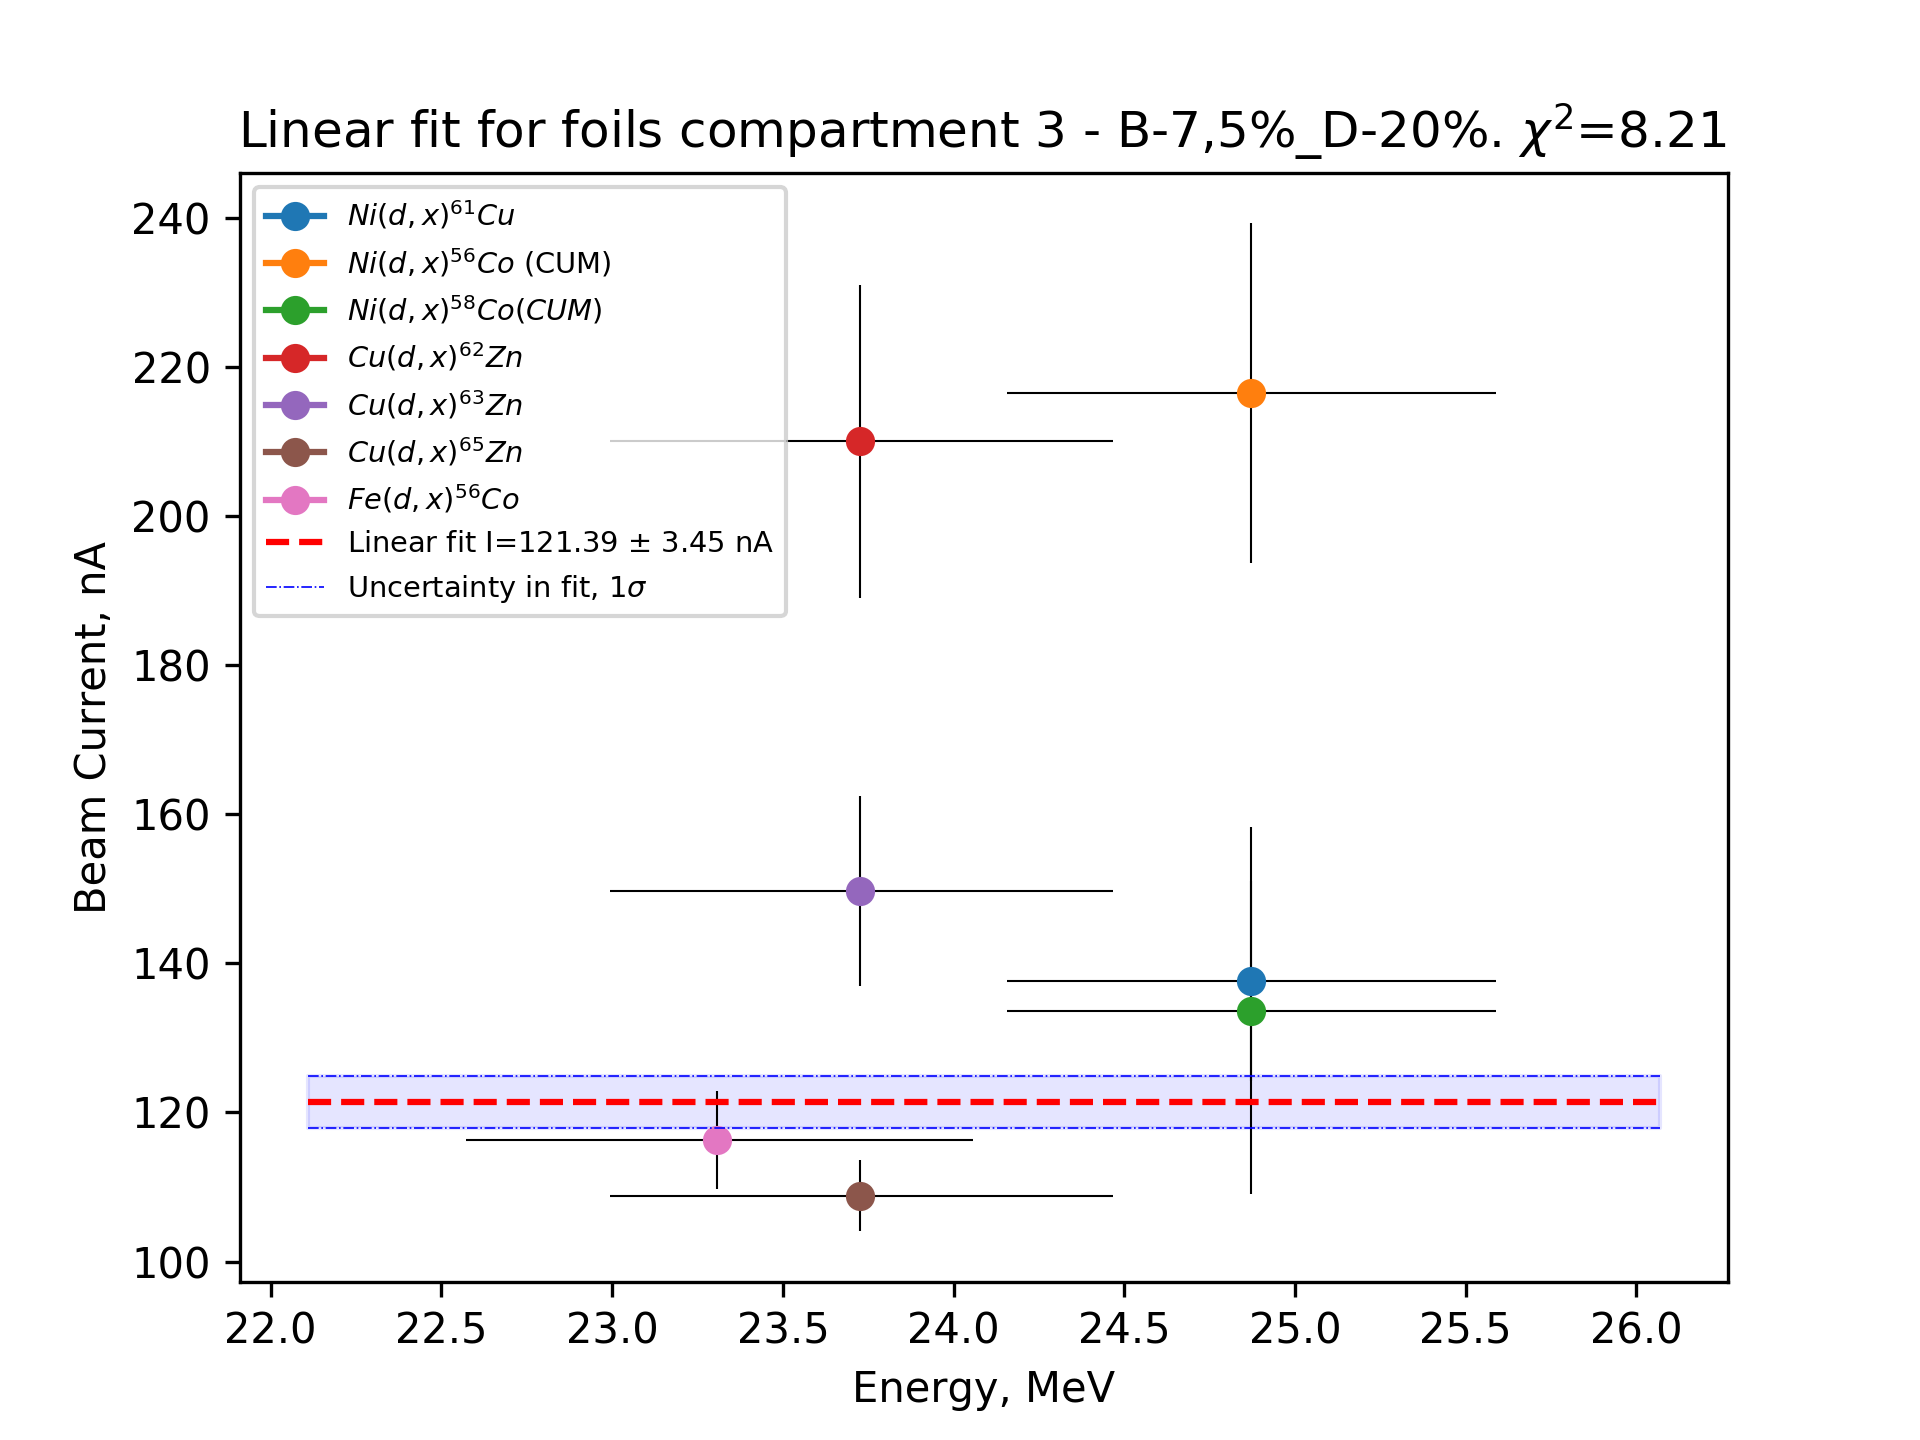 Linear fit for foils compartment 3 - B-7,5%_D-20%. χ²=8.21
Ni(d,x)⁶¹Cu
Ni(d,x)⁵⁶Co (CUM)
Ni(d,x)⁵⁸Co(CUM)
Cu(d,x)⁶²Zn
Cu(d,x)⁶³Zn
Cu(d,x)⁶⁵Zn
Fe(d,x)⁵⁶Co
Linear fit I=121.39 ± 3.45 nA
Uncertainty in fit, 1σ
240
220
200
180
160
140
120
100
Beam Current, nA
22.0 22.5 23.0 23.5 24.0 24.5 25.0 25.5 26.0
Energy, MeV